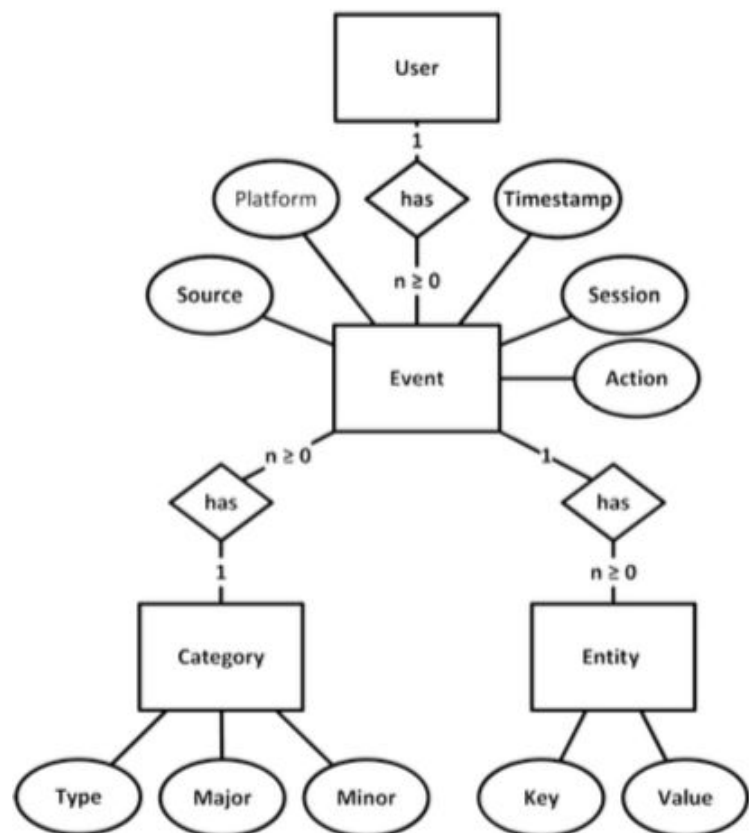 User
1
Platform
has
Timestamp
n ≥ 0
Source
Session
Event
Action
n ≥ 0
1
has
has
1
n ≥ 0
Category
Entity
Type
Major
Minor
Key
Value